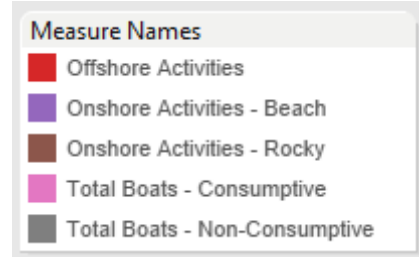 Measure Names
Offshore Activities
Onshore Activities - Beach
Onshore Activities - Rocky
Total Boats - Consumptive
Total Boats - Non-Consumptive